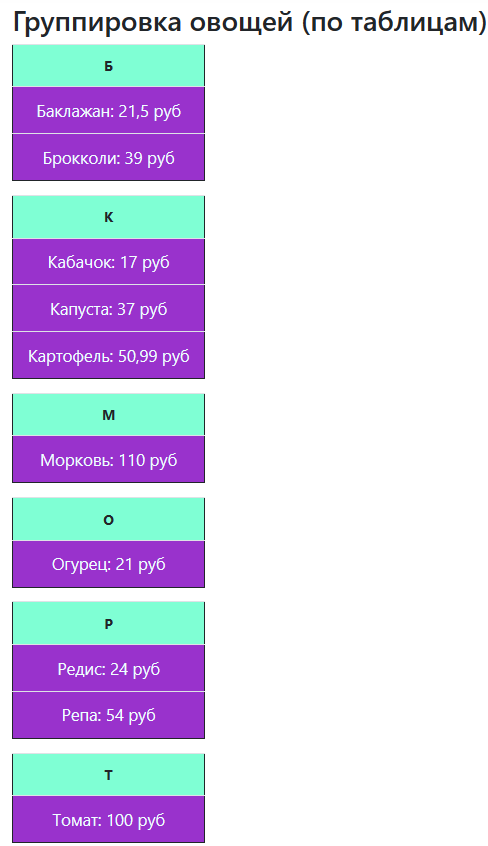 Группировка овощей (по таблицам)
Б
Баклажан: 21,5 руб
Брокколи: 39 руб
К
Кабачок: 17 руб
Капуста: 37 руб
Картофель: 50,99 руб
М
Морковь: 110 руб
О
Огурец: 21 руб
Р
Редис: 24 руб
Репа: 54 руб
Т
Томат: 100 руб